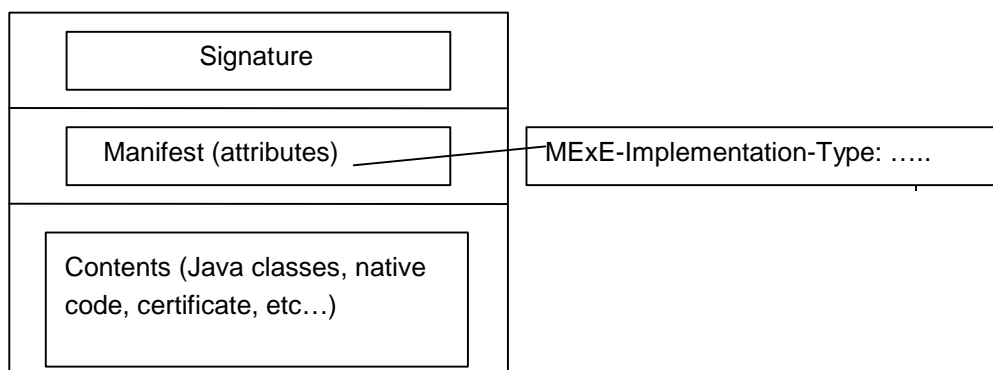 Signature
Manifest (attributes)
MExE-Implementation-Type: …..
Contents (Java classes, native
code, certificate, etc…)